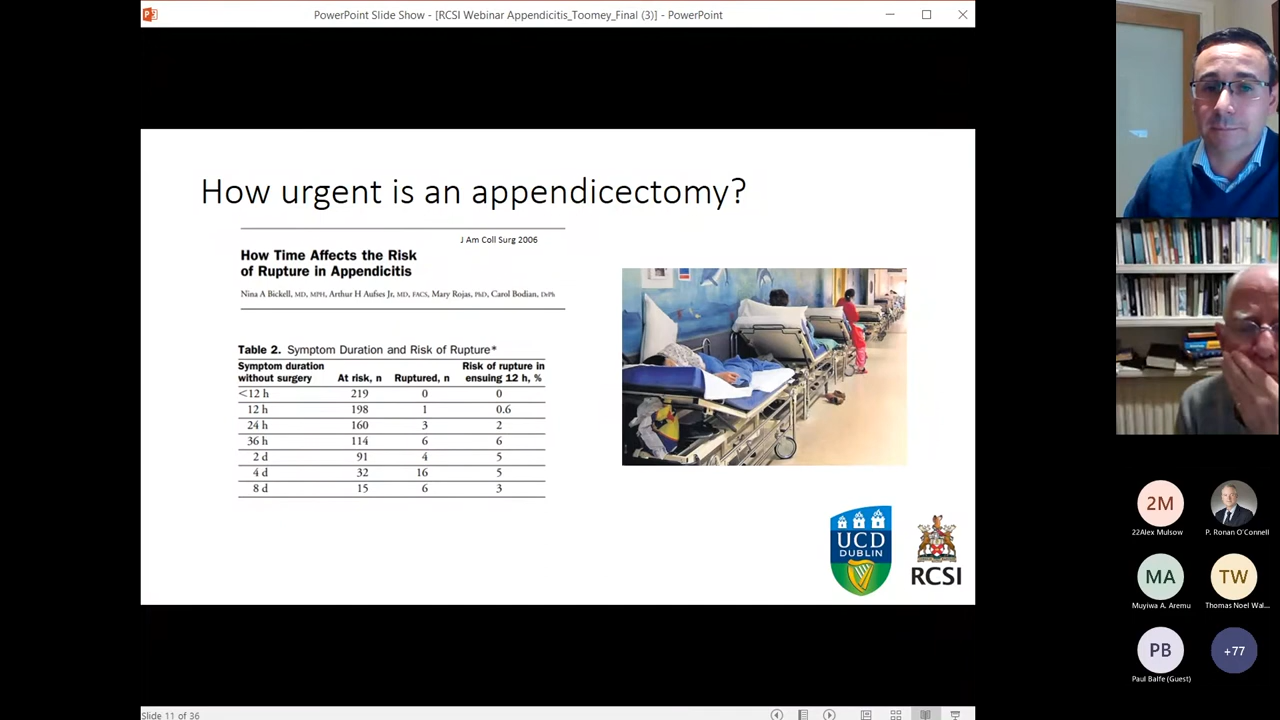 PowerPoint Slide Show - [RCSI Webinar Appendicitis_Toomey_Final (3)] - PowerPoint
How urgent is an appendicectomy?
J Am Coll Surg 2006
How Time Affects the Risk
of Rupture in Appendicitis
Nina A Bickell, MD, MPH, Arthur H Aufses Jr, MD, FACS, Mary Rojas, PhD, Carol Bodian, DrPh
Table 2. Symptom Duration and Risk of Rupture*
Symptom duration without surgery At risk, n Ruptured, n Risk of rupture in ensuing 12 h, %
<12 h 219 0 0
12 h 198 1 0.6
24 h 160 3 2
36 h 114 6 6
2 d 91 4 5
4 d 32 16 5
8 d 15 6 3
UCD
DUBLIN
RCSI
2M
22Alex Mulsow
P. Ronan O'Connell
MA
Muyiwa A. Aremu
TW
Thomas Noel Wal...
PB
Paul Balfe (Guest)
+77
Slide 11 of 36